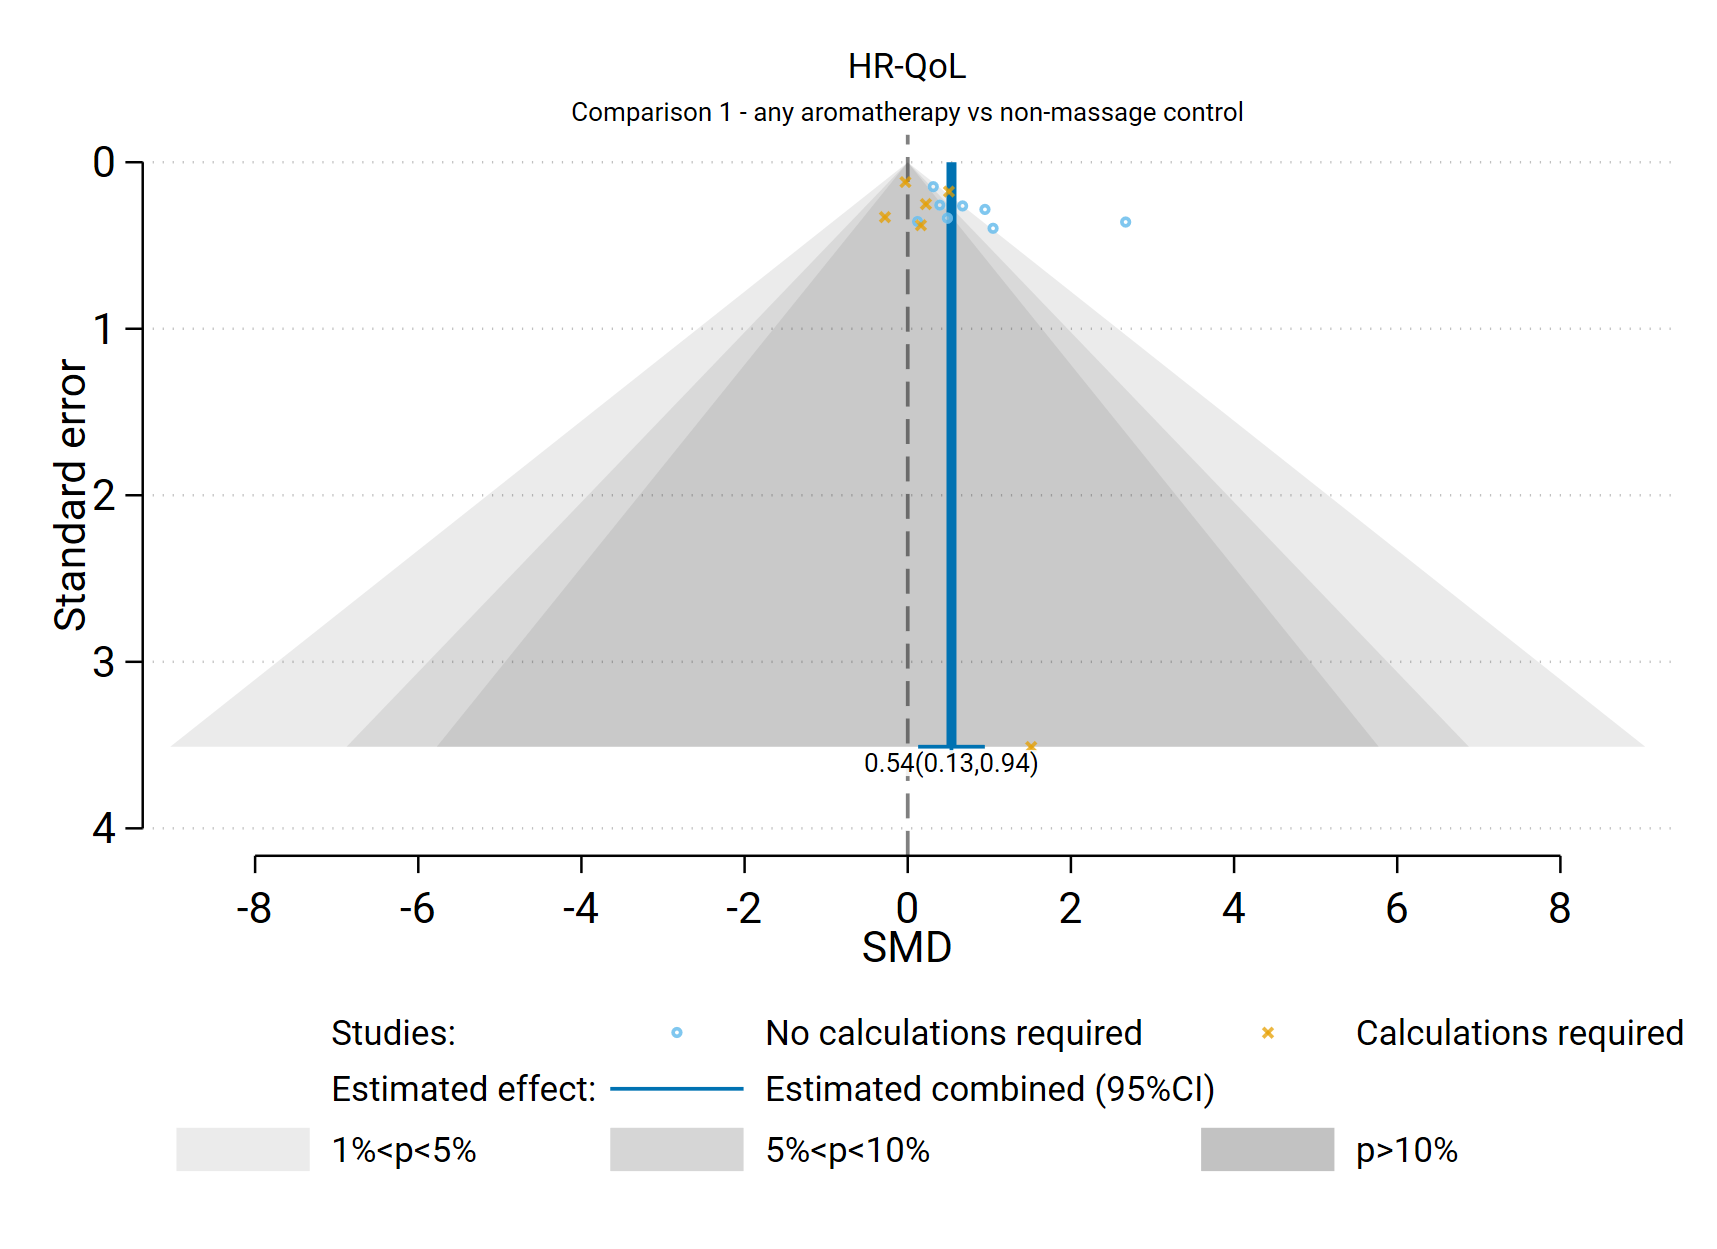 HR-QoL
Comparison 1 - any aromatherapy vs non-massage control
0
1
2
3
4
Standard error
0.54(0.13,0.94)
-8 -6 -4 -2 0 2 4 6 8
SMD
Studies: No calculations required Calculations required
Estimated effect: Estimated combined (95%CI)
1%<p<5% 5%<p<10% p>10%